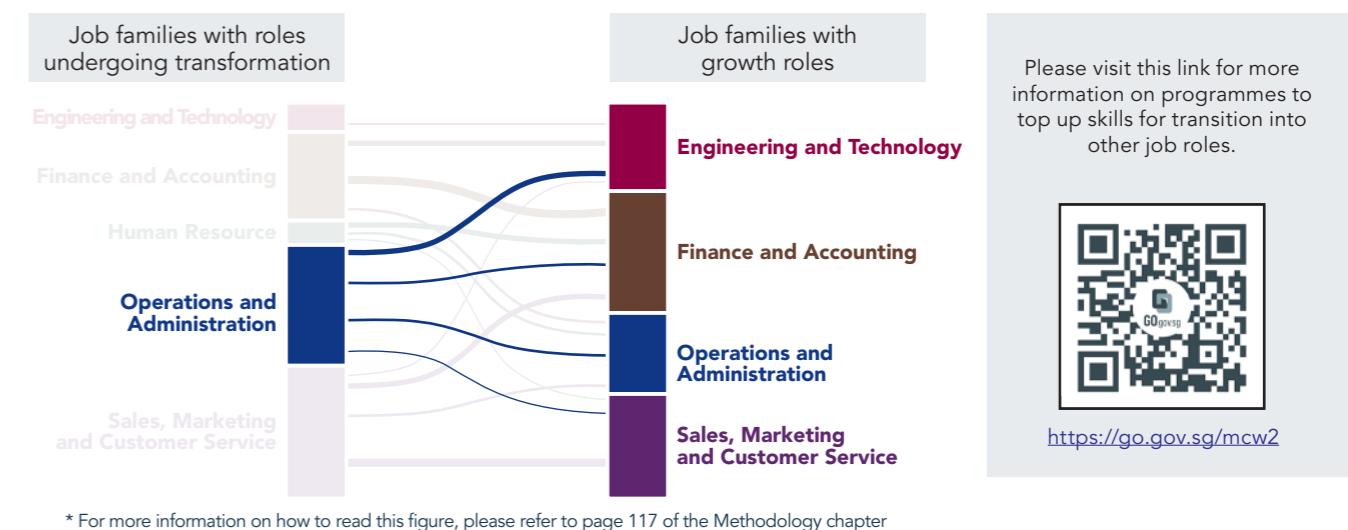 Job families with roles
undergoing transformation
Job families with
growth roles
Engineering and Technology
Finance and Accounting
Human Resource
Operations and
Administration
Sales, Marketing
and Customer Service
Engineering and Technology
Finance and Accounting
Operations and
Administration
Sales, Marketing
and Customer Service
Please visit this link for more
information on programmes to
top up skills for transition into
other job roles.
GOgovsg
https://go.gov.sg/mcw2
* For more information on how to read this figure, please refer to page 117 of the Methodology chapter